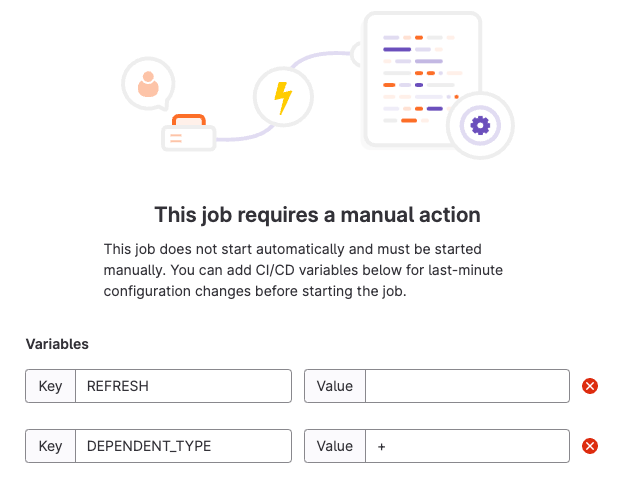 This job requires a manual action
This job does not start automatically and must be started
manually. You can add CI/CD variables below for last-minute
configuration changes before starting the job.
Variables
Key REFRESH Value
Key DEPENDENT_TYPE Value +